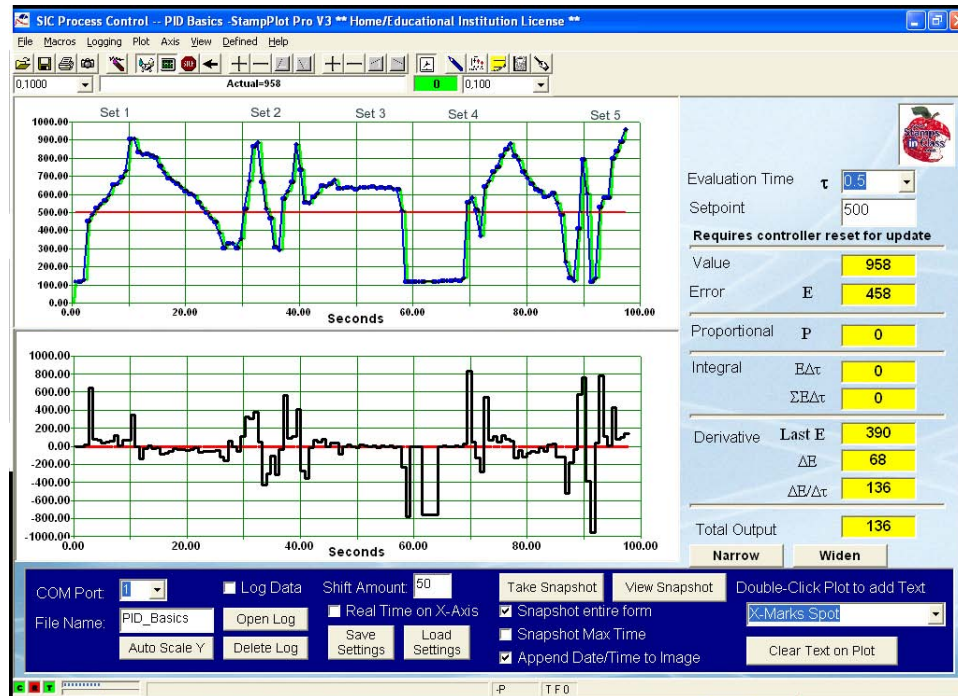 SIC Process Control -- PID Basics -StampPlot Pro V3 ** Home/Educational Institution License **
File Macros Logging Plot Axis View Defined Help
0,1000 Actual=958 0 0,100
Set 1 Set 2 Set 3 Set 4 Set 5
1000.00
900.00
800.00
700.00
600.00
500.00
400.00
300.00
200.00
100.00
0.00
0.00 20.00 40.00 60.00 80.00 100.00
Seconds
1000.00
800.00
600.00
400.00
200.00
0.00
-200.00
-400.00
-600.00
-800.00
-1000.00
0.00 20.00 40.00 60.00 80.00 100.00
Seconds
Stamps
in Class
Evaluation Time τ 0.5
Setpoint 500
Requires controller reset for update
Value 958
Error E 458
Proportional P 0
Integral EΔτ 0
ΣEΔτ 0
Derivative Last E 390
ΔE 68
ΔE/Δτ 136
Total Output 136
Narrow Widen
COM Port: 1 Log Data Shift Amount: 50 Take Snapshot View Snapshot Double-Click Plot to add Text
Real Time on X-Axis Snapshot entire form X-Marks Spot
File Name: PID_Basics Open Log Save Settings Load Settings Snapshot Max Time
Auto Scale Y Delete Log Append Date/Time to Image Clear Text on Plot
C R T -P T F 0